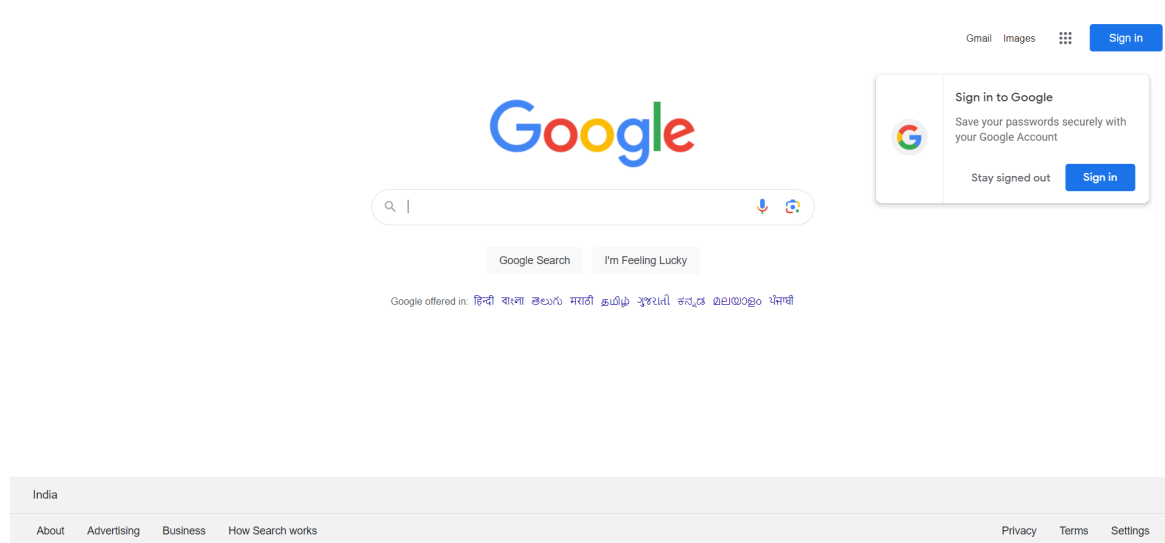 Gmail Images Sign in
Sign in to Google
Save your passwords securely with
your Google Account
Stay signed out Sign in
Google
Google Search I'm Feeling Lucky
Google offered in: हिन्दी বাংলা తెలుగు मराठी தமிழ் ગુજરાતી ಕನ್ನಡ മലയാളം ਪੰਜਾਬੀ
India
About Advertising Business How Search works Privacy Terms Settings